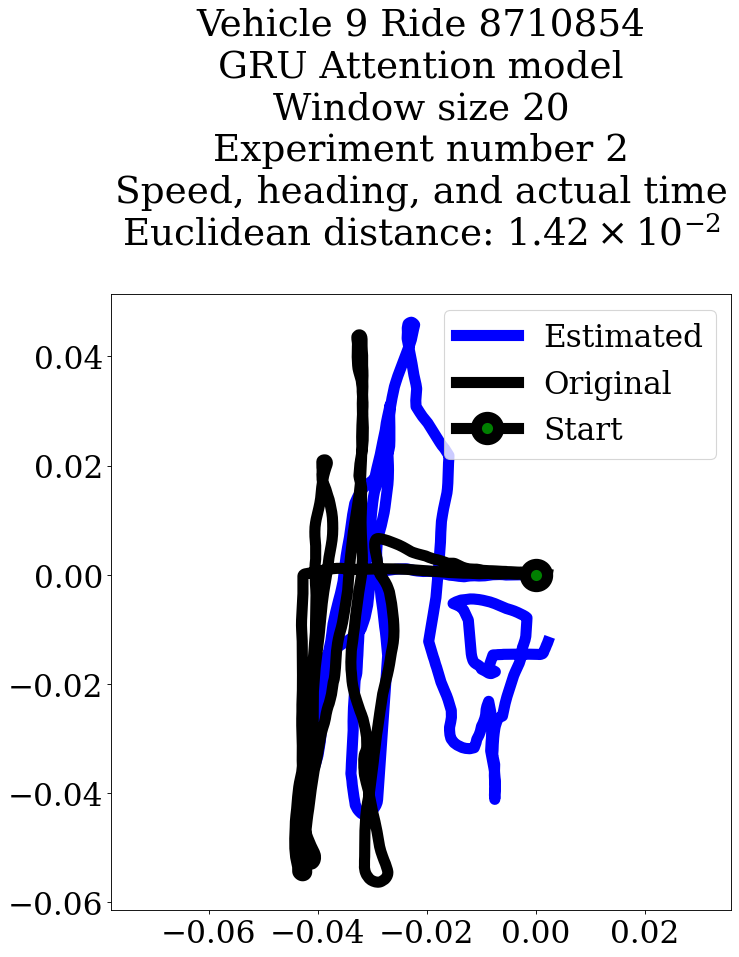 Vehicle 9 Ride 8710854
GRU Attention model
Window size 20
Experiment number 2
Speed, heading, and actual time
Euclidean distance: 1.42 × 10⁻²
Estimated
Original
Start
0.04
0.02
0.00
−0.02
−0.04
−0.06
−0.06 −0.04 −0.02 0.00 0.02